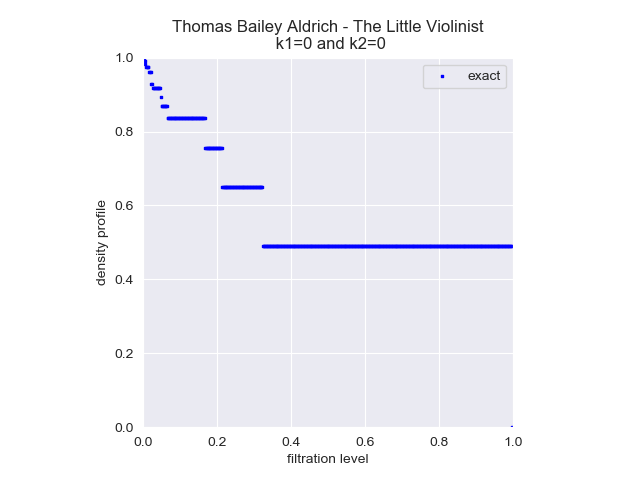 Thomas Bailey Aldrich - The Little Violinist
k1=0 and k2=0
exact
density profile
1.0
0.8
0.6
0.4
0.2
0.0
0.0 0.2 0.4 0.6 0.8 1.0
filtration level